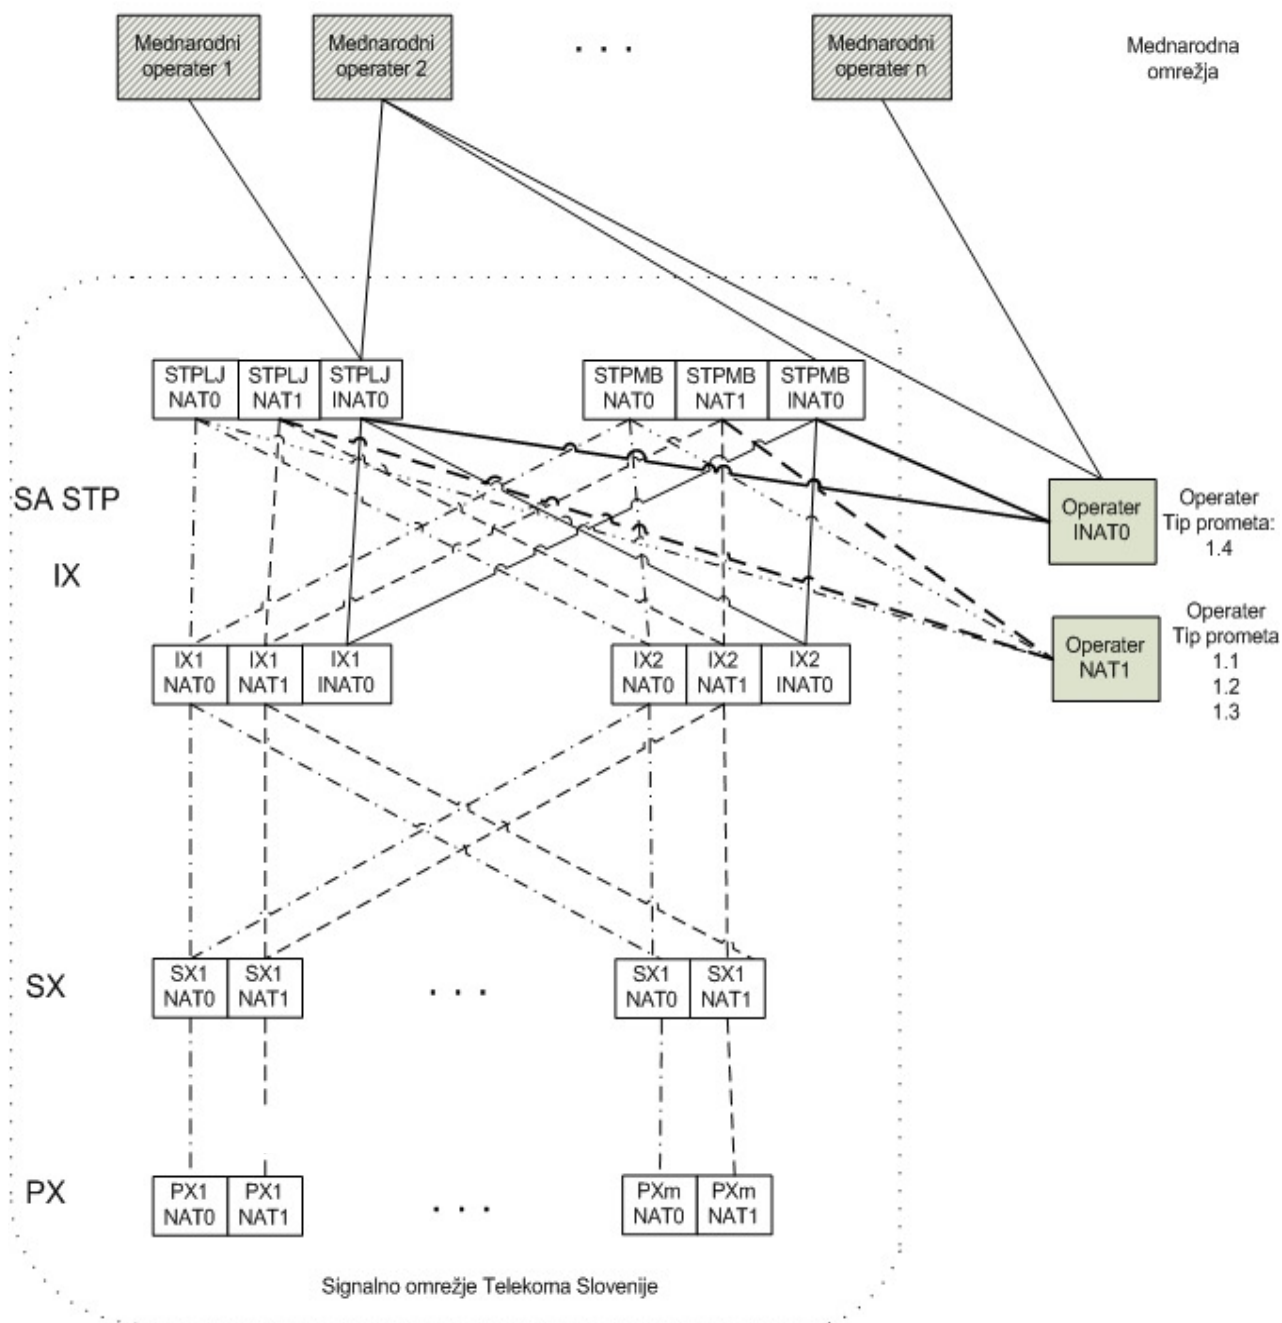 Mednarodni
operater 1
Mednarodni
operater 2
. . .
Mednarodni
operater n
Mednarodna
omrežja
STPLJ
NAT0
STPLJ
NAT1
STPLJ
INAT0
STPMB
NAT0
STPMB
NAT1
STPMB
INAT0
SA STP
IX
Operater
INAT0
Operater
Tip prometa:
1.4
IX1
NAT0
IX1
NAT1
IX1
INAT0
IX2
NAT0
IX2
NAT1
IX2
INAT0
Operater
NAT1
Operater
Tip prometa
1.1
1.2
1.3
SX
SX1
NAT0
SX1
NAT1
. . .
SX1
NAT0
SX1
NAT1
PX
PX1
NAT0
PX1
NAT1
. . .
PXm
NAT0
PXm
NAT1
Signalno omrežje Telekoma Slovenije